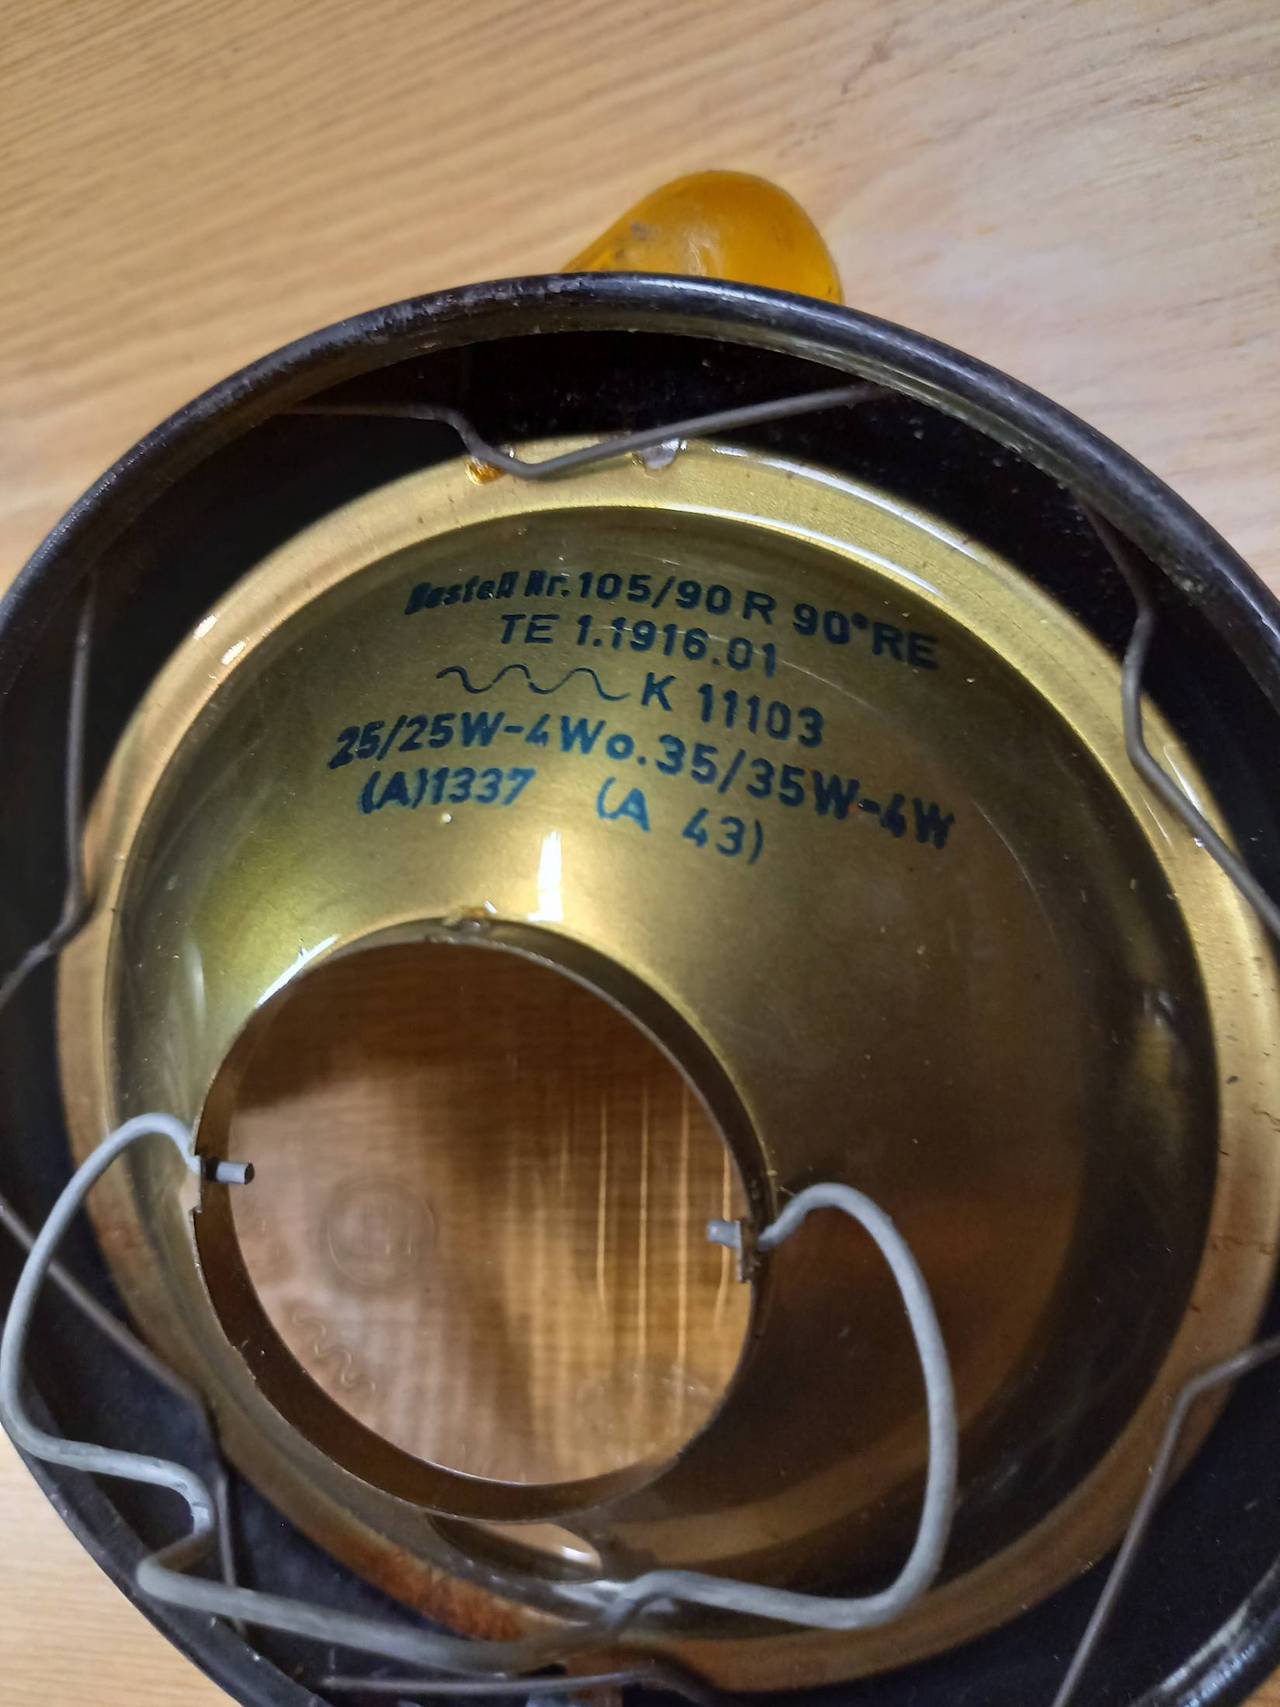 Bestell Nr. 105/90 R 90° RE
TE 1.1916.01
K 11103
25/25W-4W o. 35/35W-4W
(A)1337 (A 43)